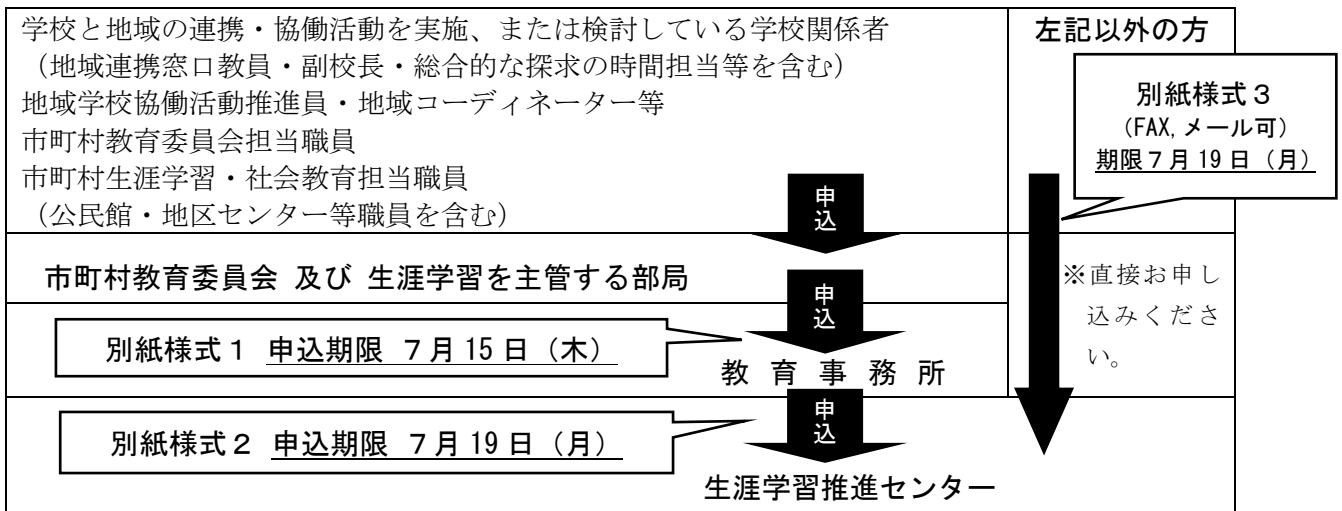 学校と地域の連携・協働活動を実施、または検討している学校関係者
（地域連携窓口教員・副校長・総合的な探求の時間担当等を含む）
地域学校協働活動推進員・地域コーディネーター等
市町村教育委員会担当職員
市町村生涯学習・社会教育担当職員
（公民館・地区センター等職員を含む）
申込
左記以外の方
別紙様式３
（FAX,メール可）
期限７月19日（月）
市町村教育委員会 及び 生涯学習を主管する部局
申込
※直接お申し
込みくださ
い。
別紙様式１ 申込期限 ７月15日（木）
教育事務所
申込
別紙様式２ 申込期限 ７月19日（月）
生涯学習推進センター